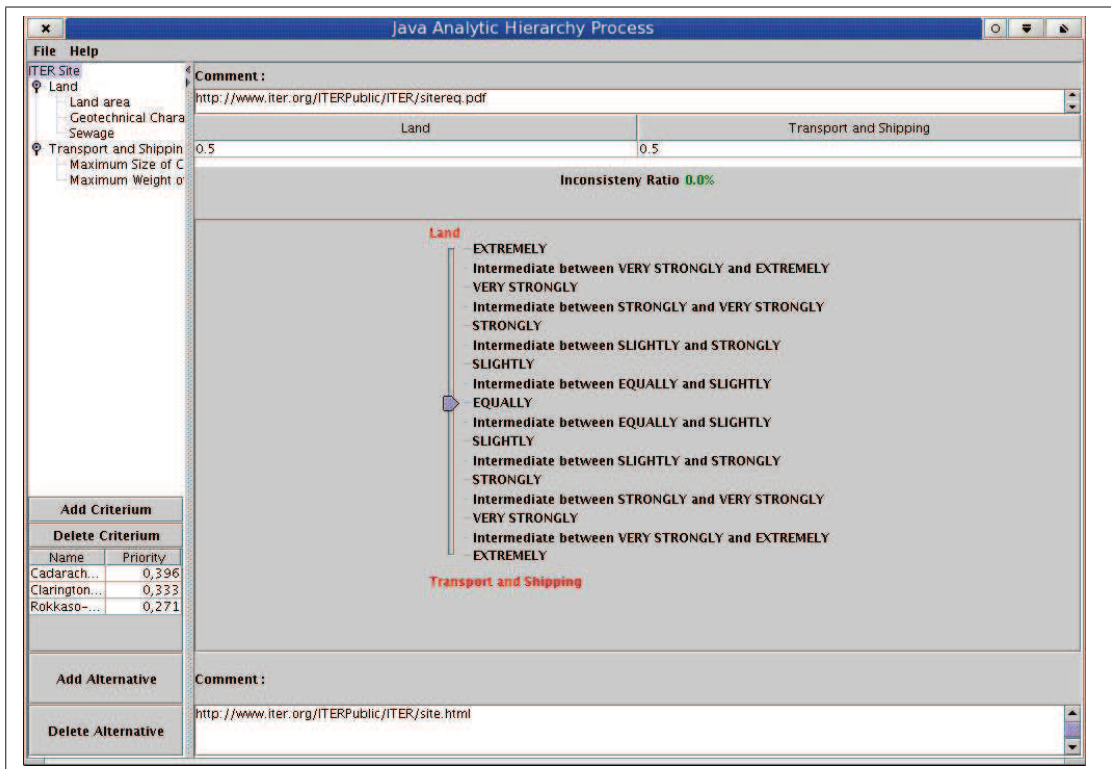 Java Analytic Hierarchy Process
File Help
ITER Site
Land
Land area
Geotechnical Chara
Sewage
Transport and Shippin
Maximum Size of C
Maximum Weight o
Add Criterium
Delete Criterium
Name Priority
Cadarach... 0,396
Clarington... 0,333
Rokkaso-... 0,271
Add Alternative
Delete Alternative
Comment :
http://www.iter.org/ITERPublic/ITER/sitereq.pdf
Land Transport and Shipping
0.5 0.5
Inconsisteny Ratio 0.0%
Land
EXTREMELY
Intermediate between VERY STRONGLY and EXTREMELY
VERY STRONGLY
Intermediate between STRONGLY and VERY STRONGLY
STRONGLY
Intermediate between SLIGHTLY and STRONGLY
SLIGHTLY
Intermediate between EQUALLY and SLIGHTLY
EQUALLY
Intermediate between EQUALLY and SLIGHTLY
SLIGHTLY
Intermediate between SLIGHTLY and STRONGLY
STRONGLY
Intermediate between STRONGLY and VERY STRONGLY
VERY STRONGLY
Intermediate between VERY STRONGLY and EXTREMELY
EXTREMELY
Transport and Shipping
Comment :
http://www.iter.org/ITERPublic/ITER/site.html